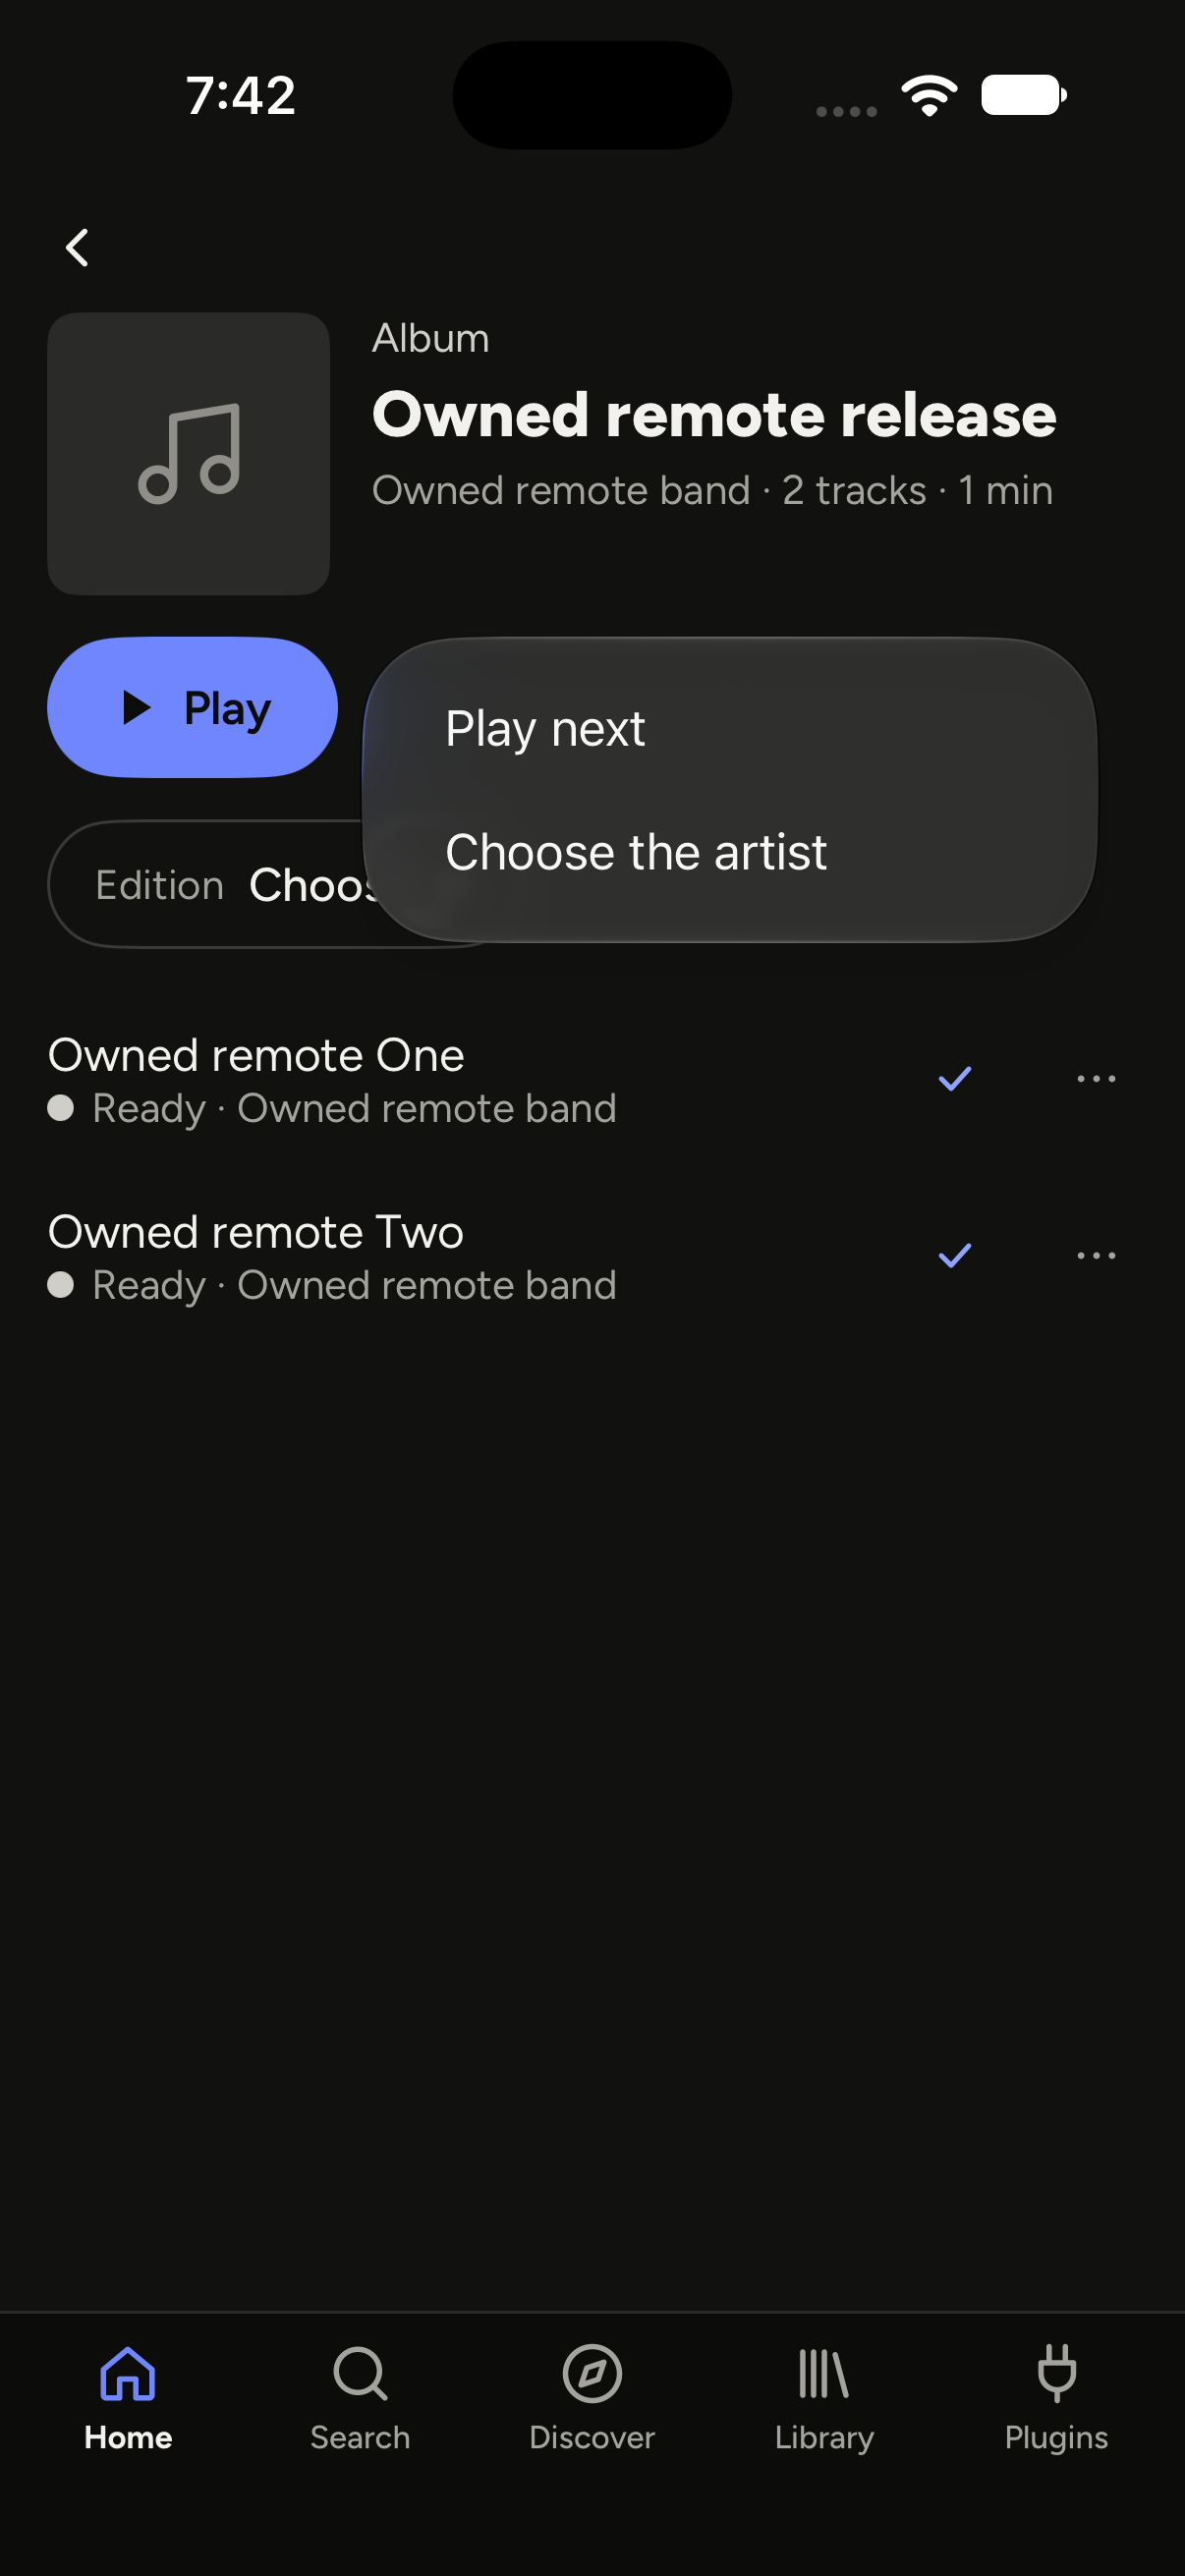 7:42
Album
Owned remote release
Owned remote band · 2 tracks · 1 min
Play
Play next
Choose the artist
Edition
Owned remote One
Ready · Owned remote band
Owned remote Two
Ready · Owned remote band
Home
Search
Discover
Library
Plugins